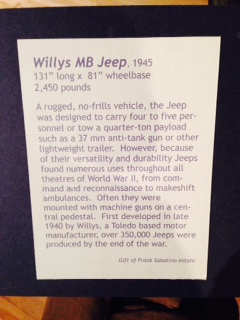 Willys MB Jeep, 1945
131" long x 81" wheelbase
2,450 pounds
A rugged, no-frills vehicle, the Jeep
was designed to carry four to five per-
sonnel or tow a quarter-ton payload
such as a 37 mm anti-tank gun or other
lightweight trailer. However, because
of their versatility and durability Jeeps
found numerous uses throughout all
theatres of World War II, from com-
mand and reconnaissance to makeshift
ambulances. Often they were
mounted with machine guns on a cen-
tral pedestal. First developed in late
1940 by Willys, a Toledo based motor
manufacturer, over 350,000 Jeeps were
produced by the end of the war.
Gift of Frank Sabatino estate